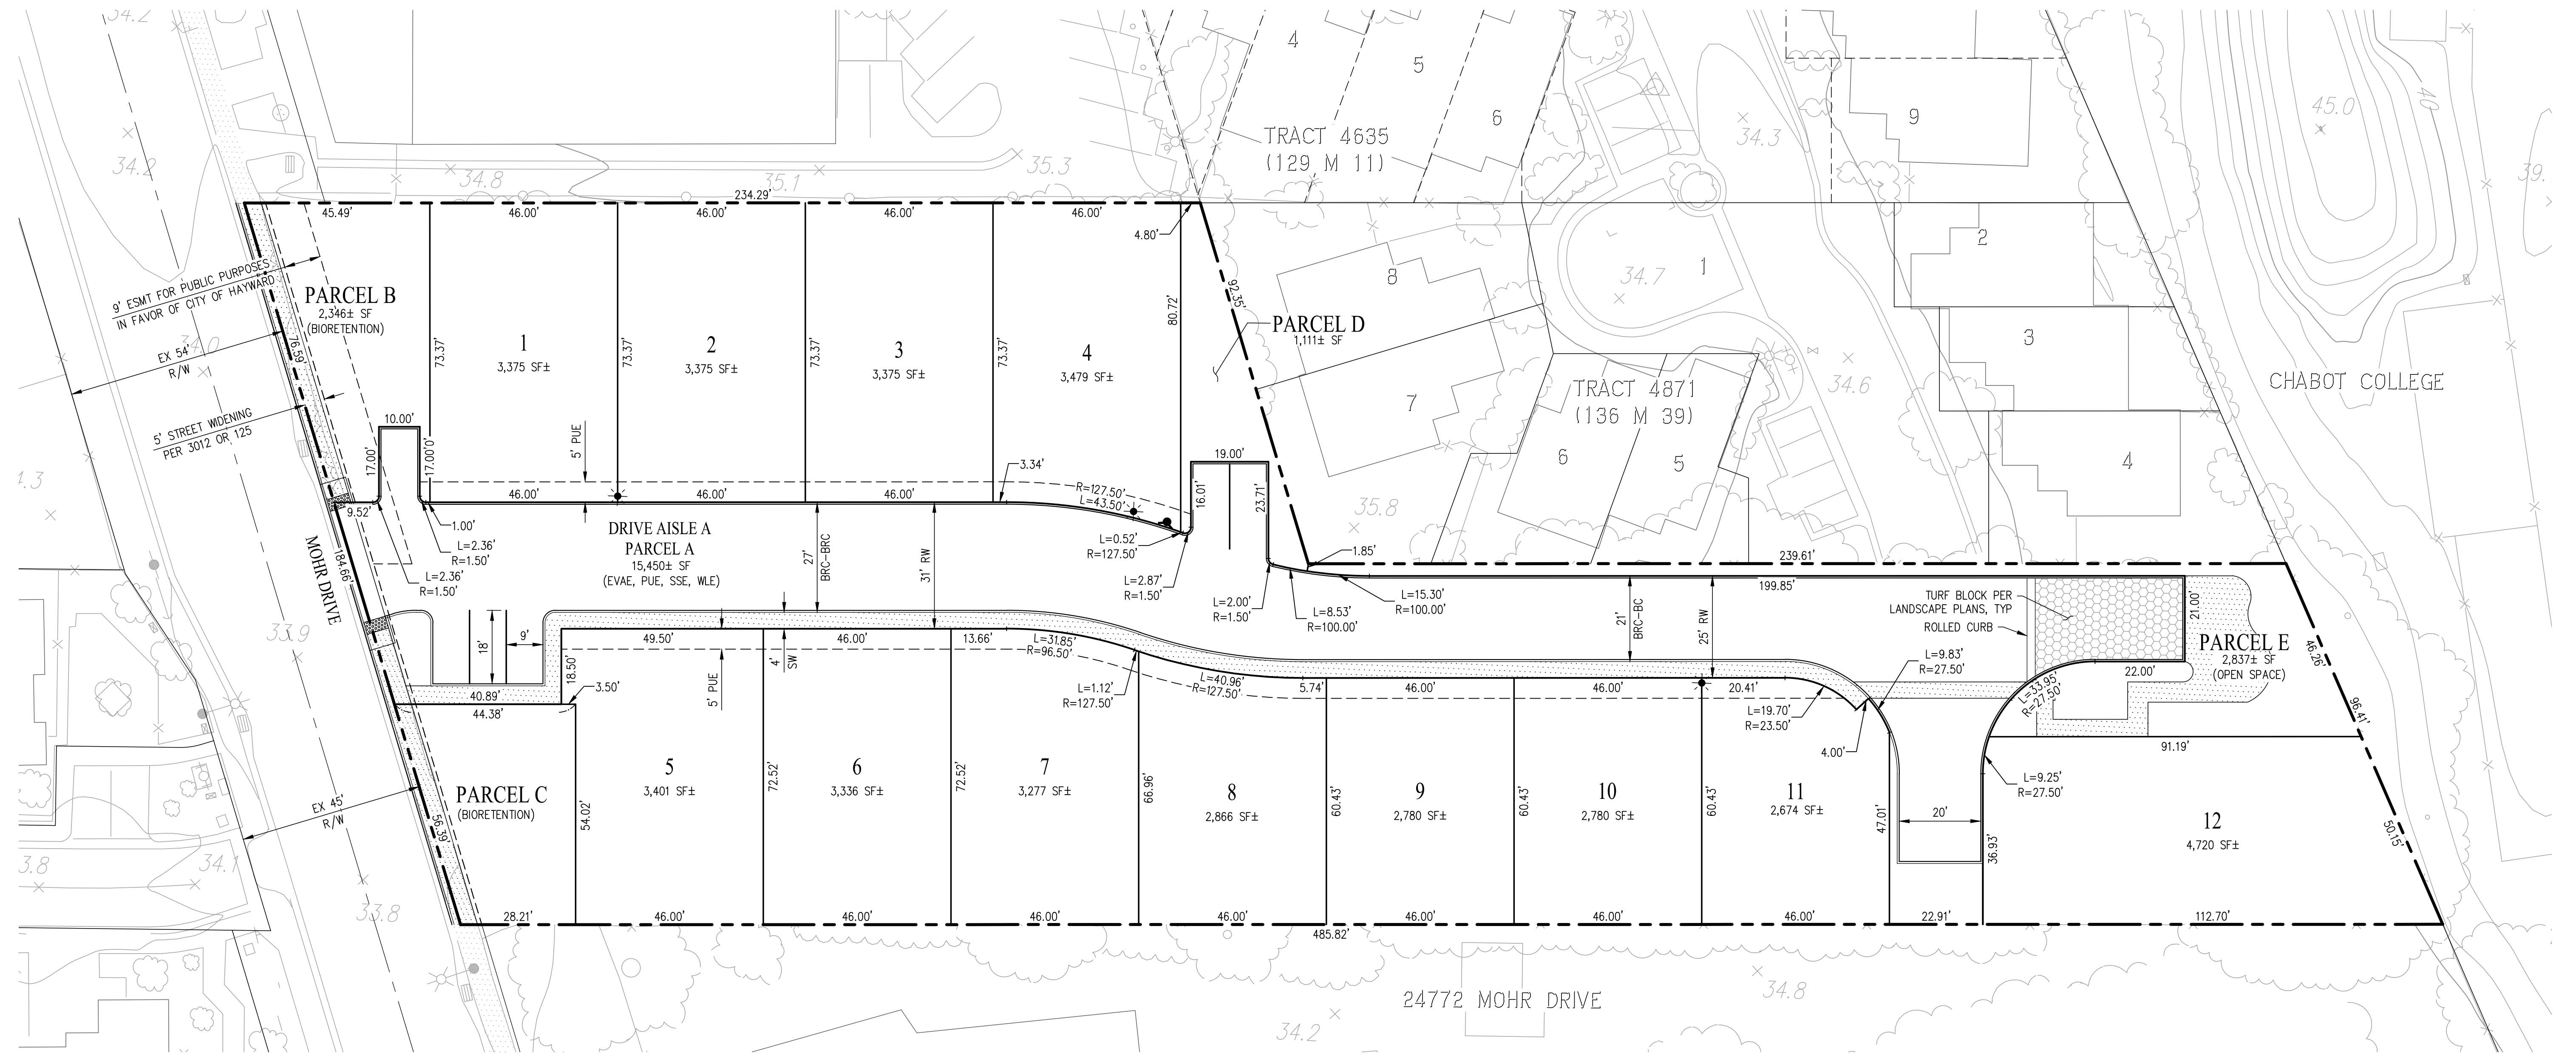 34.2
4
5
6
TRACT 4635
(129 M 11)
34.3
9
45.0
40
39.
34.2
34.8
35.1
35.3
234.29'
45.49'
46.00'
46.00'
46.00'
46.00'
4.80'
9' ESMT FOR PUBLIC PURPOSES
IN FAVOR OF CITY OF HAYWARD
PARCEL B
2,346± SF
(BIORETENTION)
34.0
EX 54'
R/W
76.59'
5' STREET WIDENING
PER 3012 OR 125
73.37'
1
3,375 SF±
73.37'
2
3,375 SF±
73.37'
3
3,375 SF±
73.37'
4
3,479 SF±
80.72'
92.35'
PARCEL D
1,111± SF
8
7
34.7
1
2
3
4
34.6
TRACT 4871
(136 M 39)
6
5
35.8
CHABOT COLLEGE
10.00'
17.00'
17.00'0'
5' PUE
3.34'
46.00'
46.00'
46.00'
R=127.50'
L=43.50'
19.00'
16.01'
23.71'
9.52'
1.00'
L=2.36'
R=1.50'
L=2.36'
R=1.50'
DRIVE AISLE A
PARCEL A
15,450± SF
(EVAE, PUE, SSE, WLE)
27'
BRC-BRC
31' RW
L=0.52'
R=127.50'
L=2.87'
R=1.50'
L=2.00'
R=1.50'
L=8.53'
R=100.00'
L=15.30'
R=100.00'
1.85'
239.61'
199.85'
21'
BRC-BC
25' RW
TURF BLOCK PER
LANDSCAPE PLANS, TYP
ROLLED CURB
21.00'
PARCEL E
2,837± SF
(OPEN SPACE)
46.26'
96.41'
1.3
33.9
MOHR DRIVE
184.66'
18'
9'
18.50'
40.89'
44.38'
3.50'
49.50'
46.00'
13.66'
4'
SW
5' PUE
L=31.85'
R=96.50'
L=1.12'
R=127.50'
L=40.96'
R=127.50'
5.74'
46.00'
46.00'
20.41'
L=19.70'
R=23.50'
4.00'
L=9.83'
R=27.50'
L=33.95'
R=27.50'
22.00'
91.19'
L=9.25'
R=27.50'
EX 45'
R/W
PARCEL C
(BIORETENTION)
56.39'
54.02'
5
3,401 SF±
72.52'
6
3,336 SF±
72.52'
7
3,277 SF±
66.96'
8
2,866 SF±
60.43'
9
2,780 SF±
60.43'
10
2,780 SF±
60.43'
11
2,674 SF±
47.01'
20'
36.93'
12
4,720 SF±
50.15'
3.8
34.1
33.8
28.21'
46.00'
46.00'
46.00'
46.00'
46.00'
46.00'
46.00'
22.91'
112.70'
485.82'
24772 MOHR DRIVE
34.2
34.8